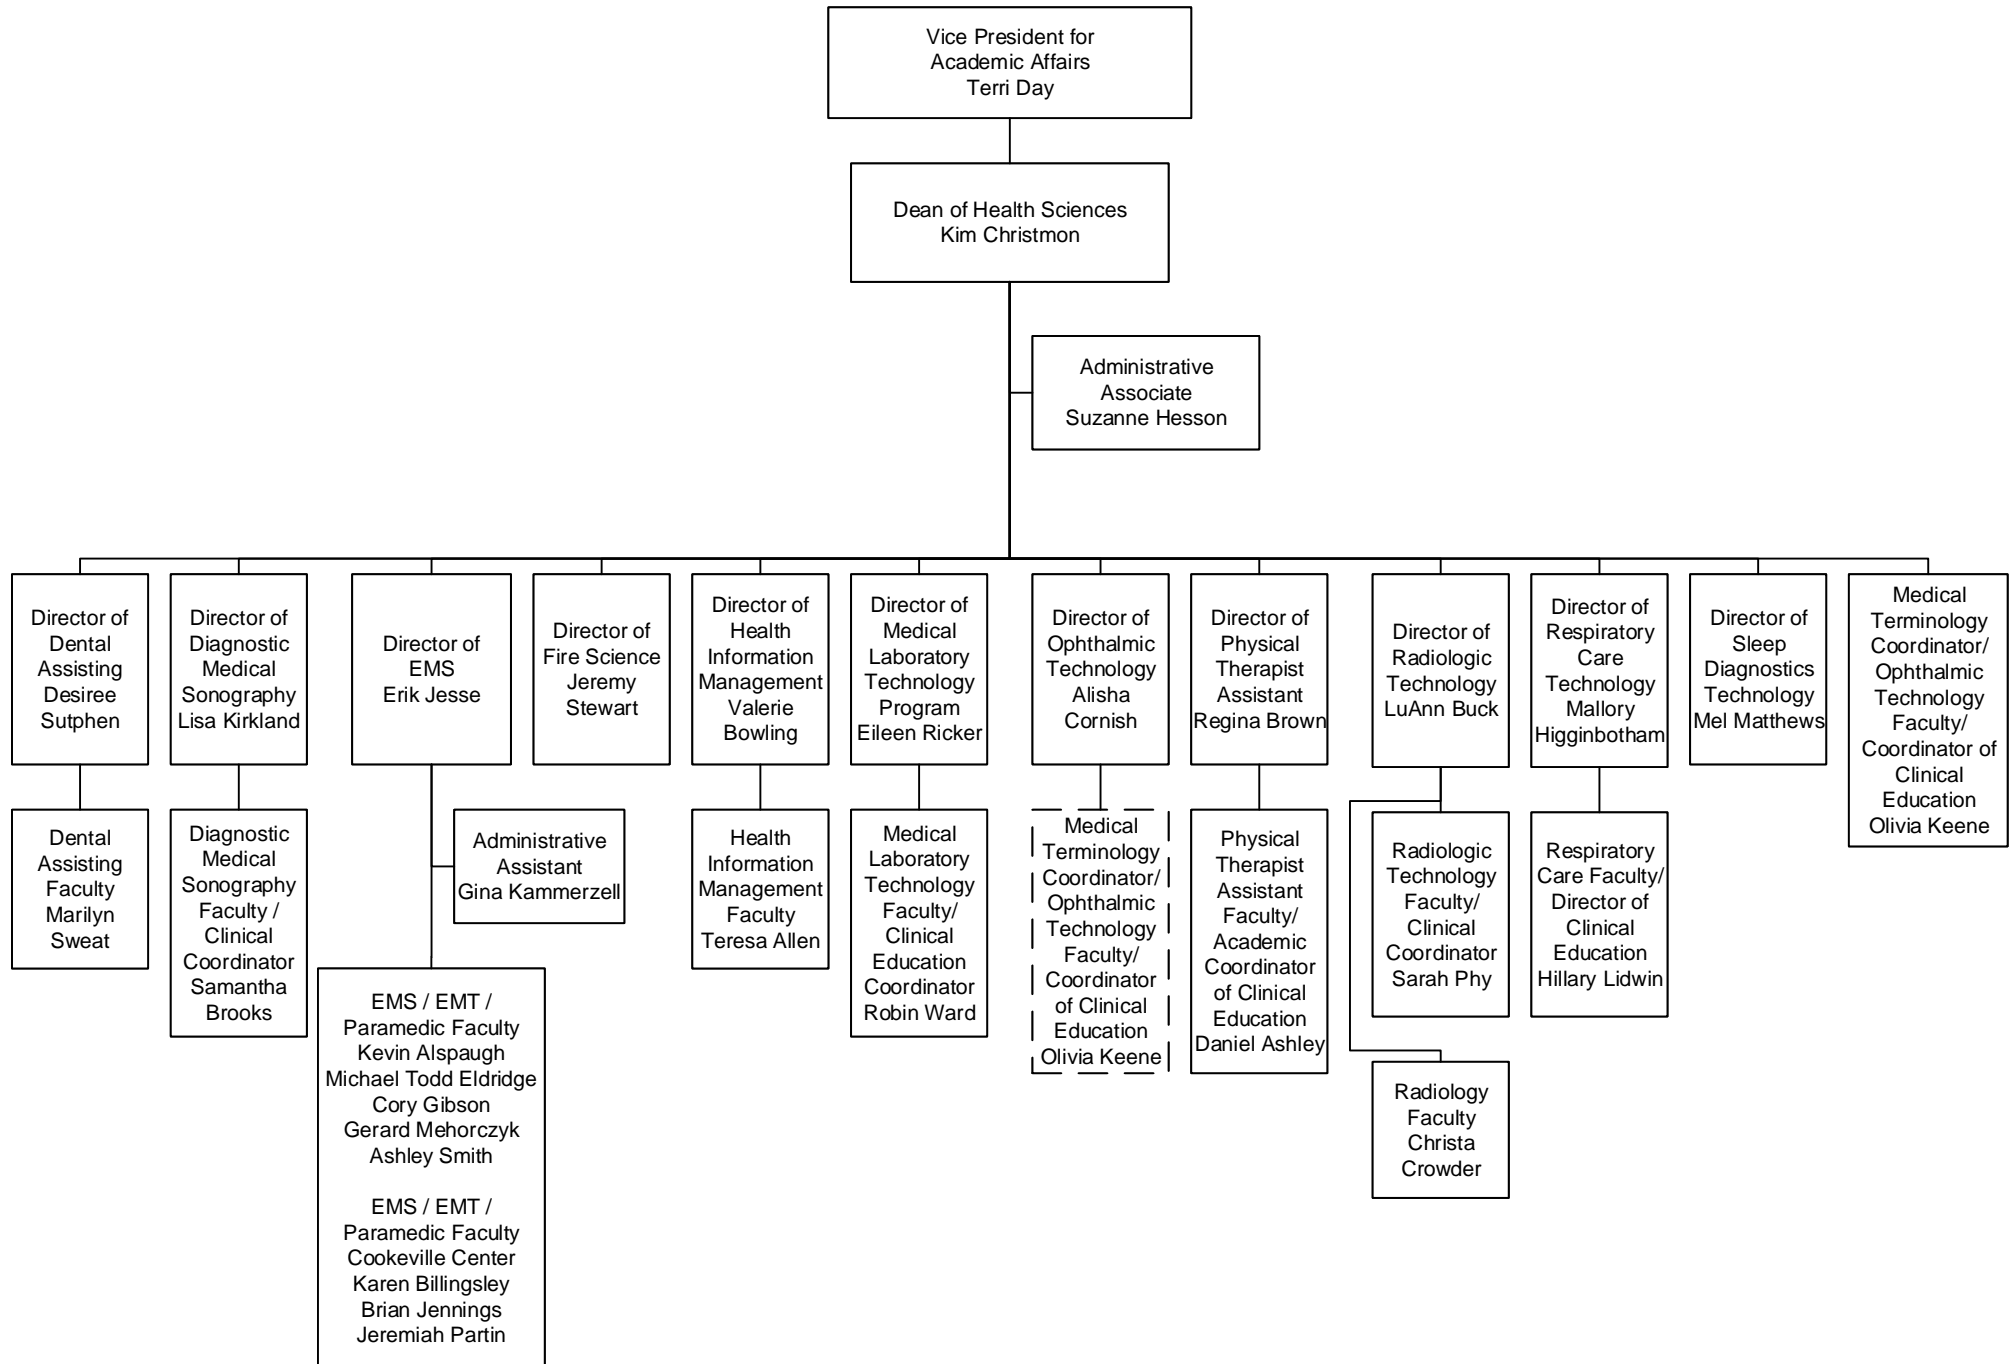 Vice President for
Academic Affairs
Terri Day
Dean of Health Sciences
Kim Christmon
Administrative
Associate
Suzanne Hesson
Director of
Dental
Assisting
Desiree
Sutphen
Director of
Diagnostic
Medical
Sonography
Lisa Kirkland
Director of
EMS
Erik Jesse
Director of
Fire Science
Jeremy
Stewart
Director of
Health
Information
Management
Valerie
Bowling
Director of
Medical
Laboratory
Technology
Program
Eileen Ricker
Director of
Ophthalmic
Technology
Alisha
Cornish
Director of
Physical
Therapist
Assistant
Regina Brown
Director of
Radiologic
Technology
LuAnn Buck
Director of
Respiratory
Care
Technology
Mallory
Higginbotham
Director of
Sleep
Diagnostics
Technology
Mel Matthews
Medical
Terminology
Coordinator/
Ophthalmic
Technology
Faculty/
Coordinator of
Clinical
Education
Olivia Keene
Dental
Assisting
Faculty
Marilyn
Sweat
Diagnostic
Medical
Sonography
Faculty /
Clinical
Coordinator
Samantha
Brooks
Administrative
Assistant
Gina Kammerzell
EMS / EMT /
Paramedic Faculty
Kevin Alspaugh
Michael Todd Eldridge
Cory Gibson
Gerard Mehorczyk
Ashley Smith
EMS / EMT /
Paramedic Faculty
Cookeville Center
Karen Billingsley
Brian Jennings
Jeremiah Partin
Health
Information
Management
Faculty
Teresa Allen
Medical
Laboratory
Technology
Faculty/
Clinical
Education
Coordinator
Robin Ward
Medical
Terminology
Coordinator/
Ophthalmic
Technology
Faculty/
Coordinator
of Clinical
Education
Olivia Keene
Physical
Therapist
Assistant
Faculty/
Academic
Coordinator
of Clinical
Education
Daniel Ashley
Radiologic
Technology
Faculty/
Clinical
Coordinator
Sarah Phy
Radiology
Faculty
Christa
Crowder
Respiratory
Care Faculty/
Director of
Clinical
Education
Hillary Lidwin